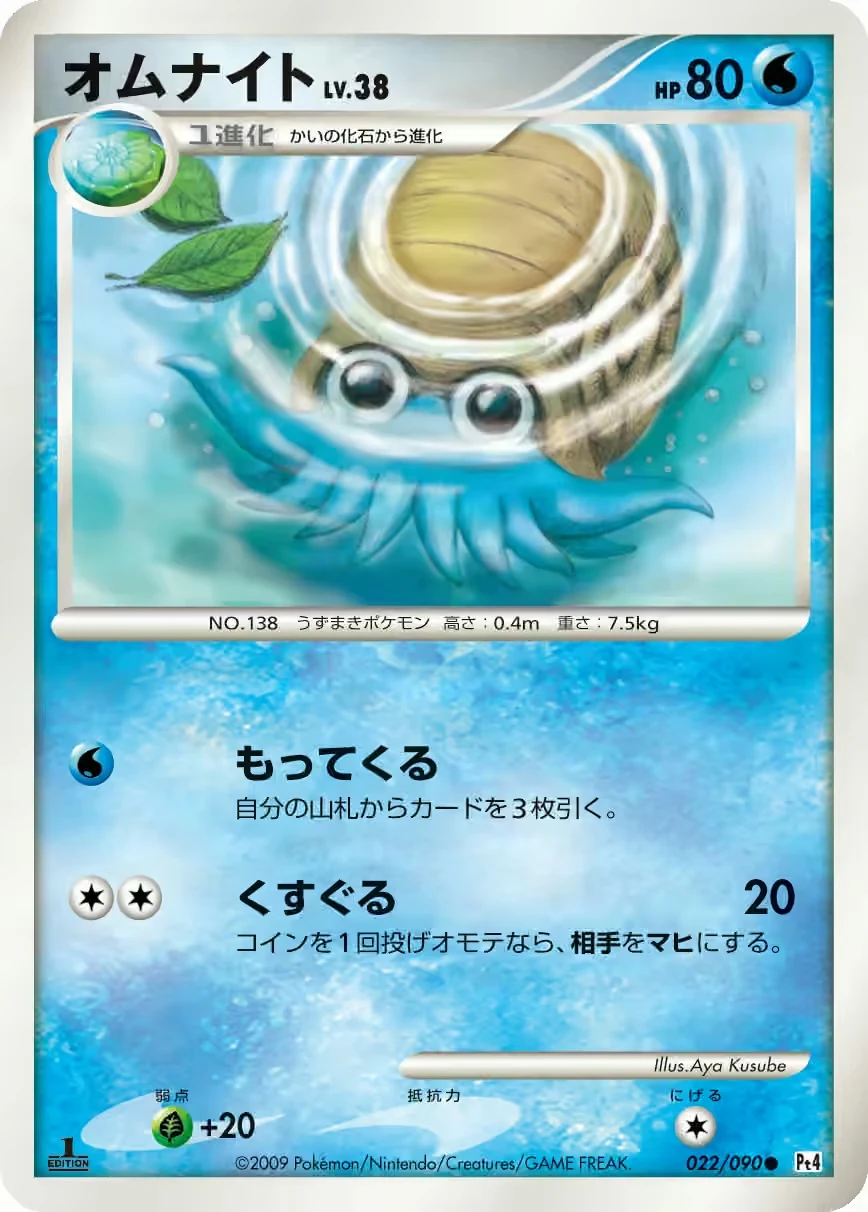 オムナイト LV.38 HP 80
1進化 かいの化石から進化
NO.138 うずまきポケモン 高さ:0.4m 重さ:7.5kg
もってくる
自分の山札からカードを3枚引く。
くすぐる 20
コインを1回投げオモテなら、相手をマヒにする。
Illus.Aya Kusube
弱点 抵抗力 にげる
+20
1 EDITION
©2009 Pokémon/Nintendo/Creatures/GAME FREAK. 022/090 Pt4